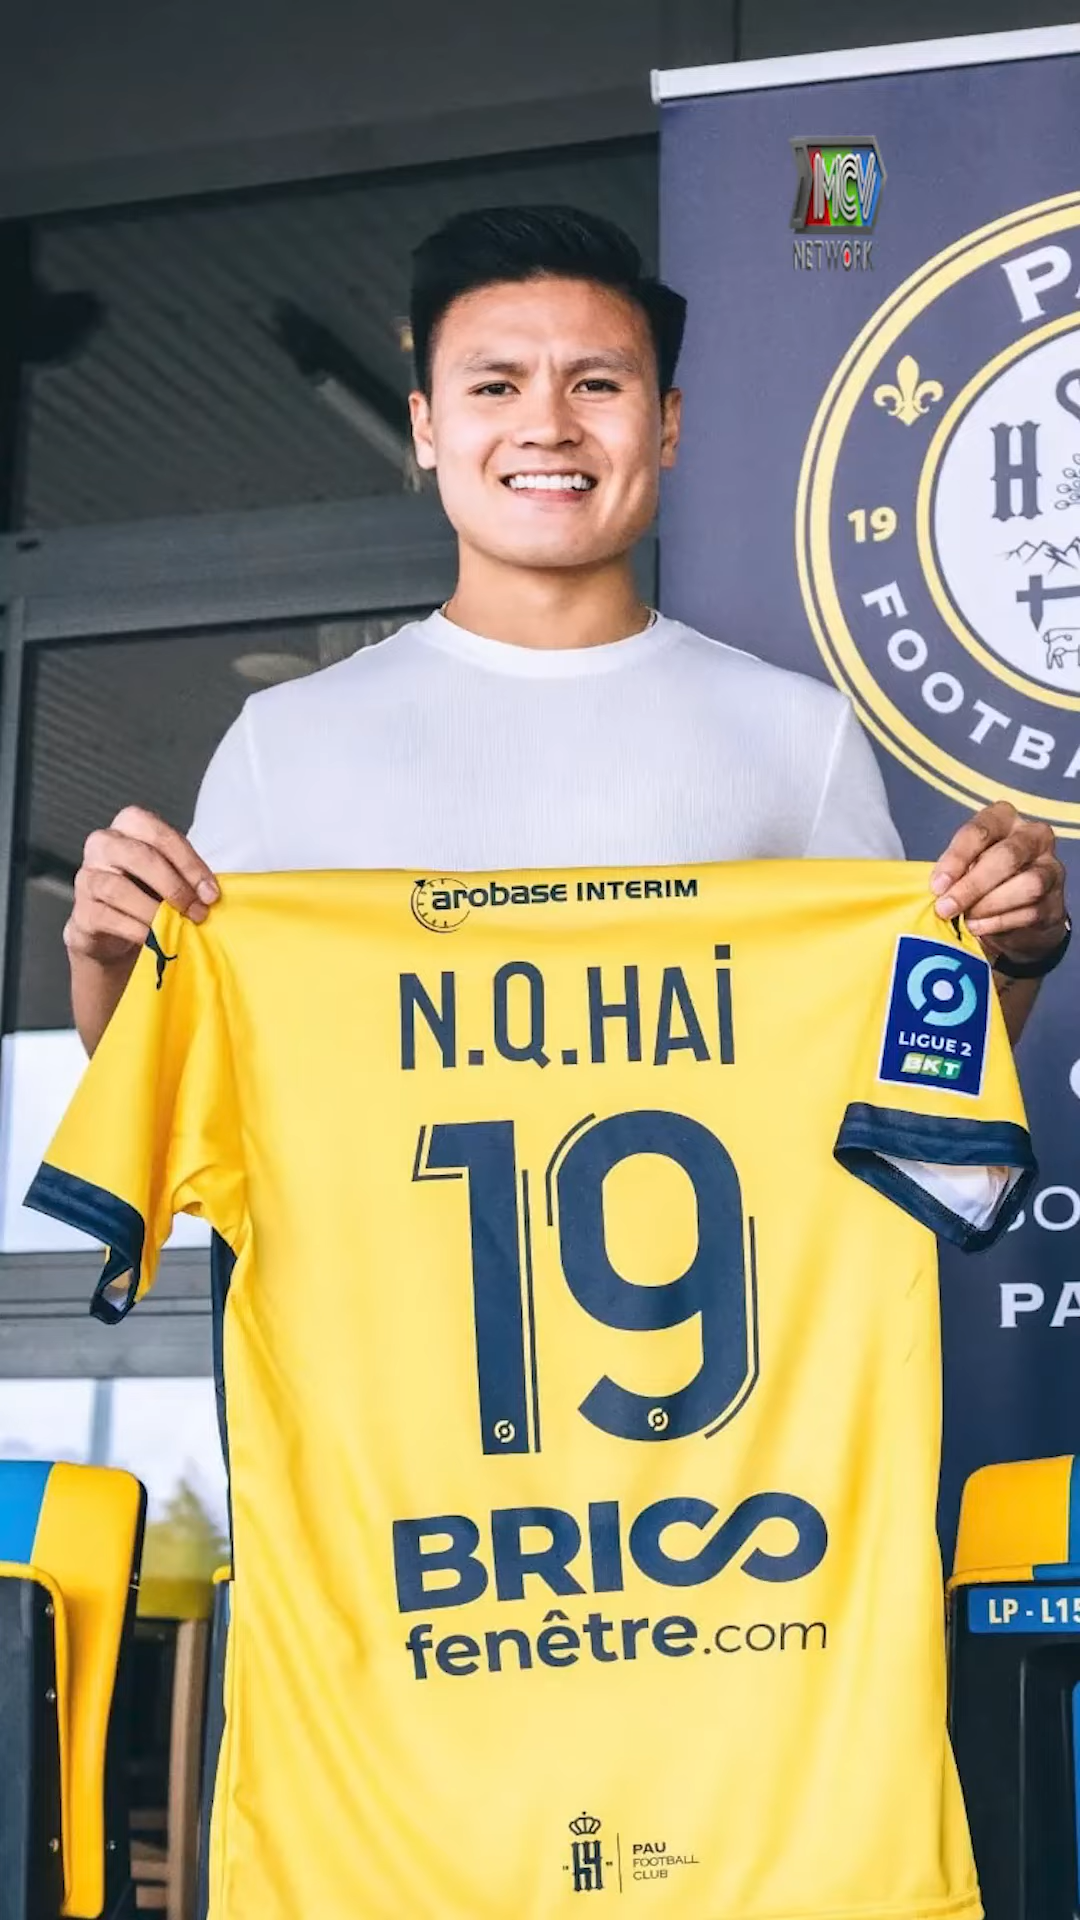 MCV
NETWORK
PA
19
FOOTBA
H
arobase INTERIM
N.Q.HAi
LIGUE 2
BKT
19
BRICO
fenêtre.com
PA
LP - L15
PAU
FOOTBALL
CLUB